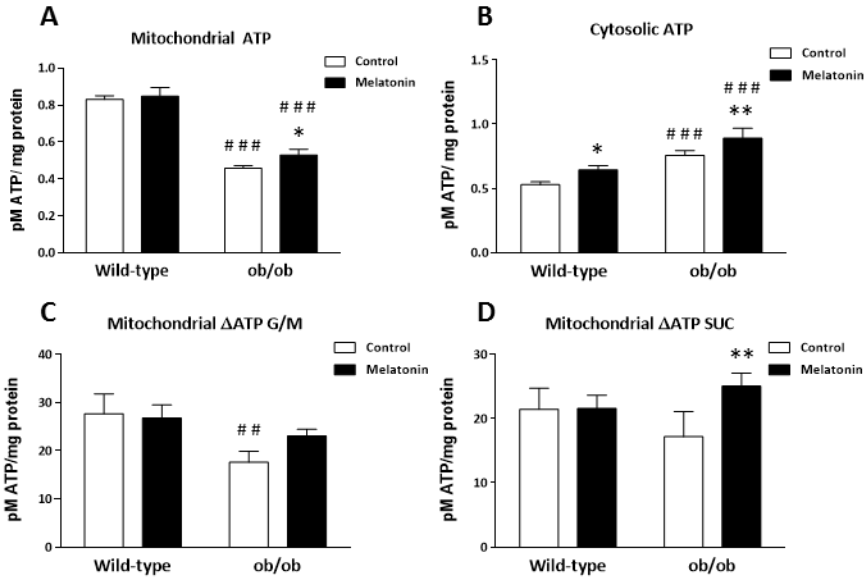 A
Mitochondrial ATP
Control
Melatonin
pM ATP/ mg protein
1.0
0.8
0.6
0.4
0.2
0.0
# # #
# # #
*
Wild-type
ob/ob
B
Cytosolic ATP
Control
Melatonin
pM ATP/ mg protein
1.5
1.0
0.5
0.0
*
# # #
# # #
**
Wild-type
ob/ob
C
Mitochondrial ΔATP G/M
Control
Melatonin
pM ATP/mg protein
40
30
20
10
0
# #
Wild-type
ob/ob
D
Mitochondrial ΔATP SUC
Control
Melatonin
pM ATP/mg protein
30
20
10
0
**
Wild-type
ob/ob